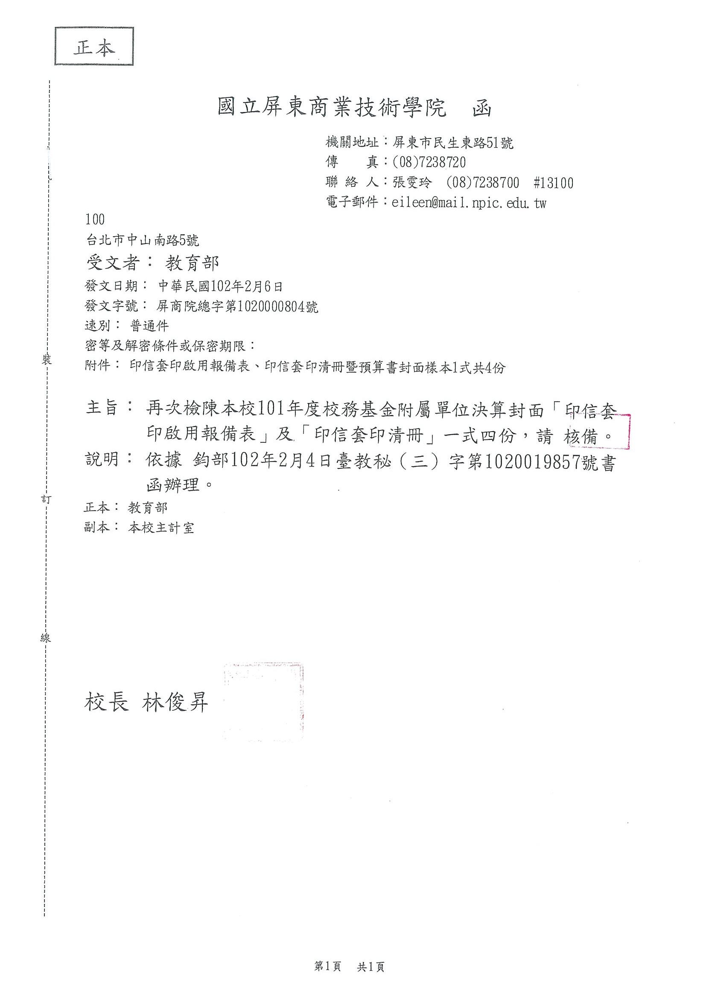 正本
國立屏東商業技術學院　函
機關地址：屏東市民生東路51號
傳　　真：(08)7238720
聯 絡 人：張雯玲　(08)7238700　#13100
電子郵件：eileen@mail.npic.edu.tw
100
台北市中山南路5號
受文者：教育部
發文日期：中華民國102年2月6日
發文字號：屏商院總字第1020000804號
速別：普通件
密等及解密條件或保密期限：
附件：印信套印啟用報備表、印信套印清冊暨預算書封面樣本1式共4份
主旨：再次檢陳本校101年度校務基金附屬單位決算封面「印信套
印啟用報備表」及「印信套印清冊」一式四份，請 核備。
說明：依據 鈞部102年2月4日臺教秘（三）字第1020019857號書
函辦理。
正本：教育部
副本：本校主計室
裝
訂
線
校長 林俊昇
第1頁　共1頁